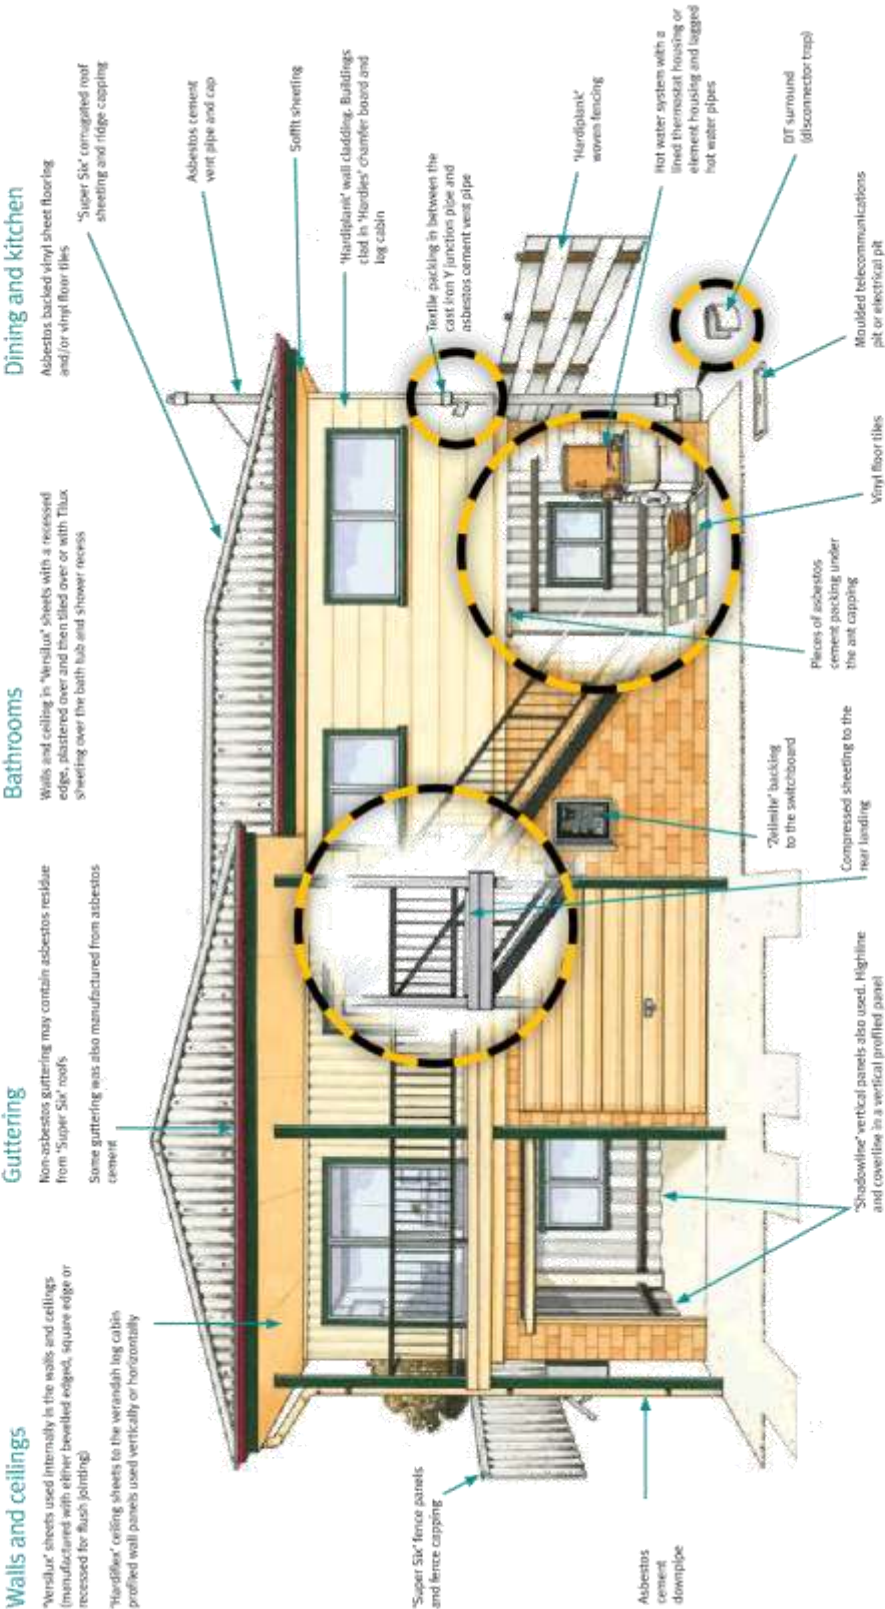 Walls and ceilings
'Versilux' sheets used internally in the walls and ceilings
(manufactured with either bevelled edged, square edge or
recessed for flush jointing)
'Hardiflex' ceiling sheets to the verandah log cabin
profiled wall panels used vertically or horizontally
Guttering
Non-asbestos guttering may contain asbestos residue
from 'Super Six' roofs
Some guttering was also manufactured from asbestos
cement
Bathrooms
Walls and ceiling in 'Versilux' sheets with a recessed
edge, plastered over and then tiled over or with Tilux
sheeting over the bath tub and shower recess
Dining and kitchen
Asbestos backed vinyl sheet flooring
and/or vinyl floor tiles
'Super Six' corrugated roof
sheeting and ridge capping
Asbestos cement
vent pipe and cap
Soffit sheeting
'Hardiplank' wall cladding. Buildings
clad in 'Hardies' chamfer board and
log cabin
Textile packing in between the
cast iron Y junction pipe and
asbestos cement vent pipe
'Hardiplank'
woven fencing
Hot water system with a
lined thermostat housing or
element housing and lagged
hot water pipes
DT surround
(disconnector trap)
'Super Six' fence panels
and fence capping
Asbestos
cement
downpipe
'Shadowline' vertical panels also used. Highline
and coverline in a vertical profiled panel
Compressed sheeting to the
rear landing
'Zelimite' backing
to the switchboard
Pieces of asbestos
cement packing under
the ant capping
Vinyl floor tiles
Moulded telecommunications
pit or electrical pit